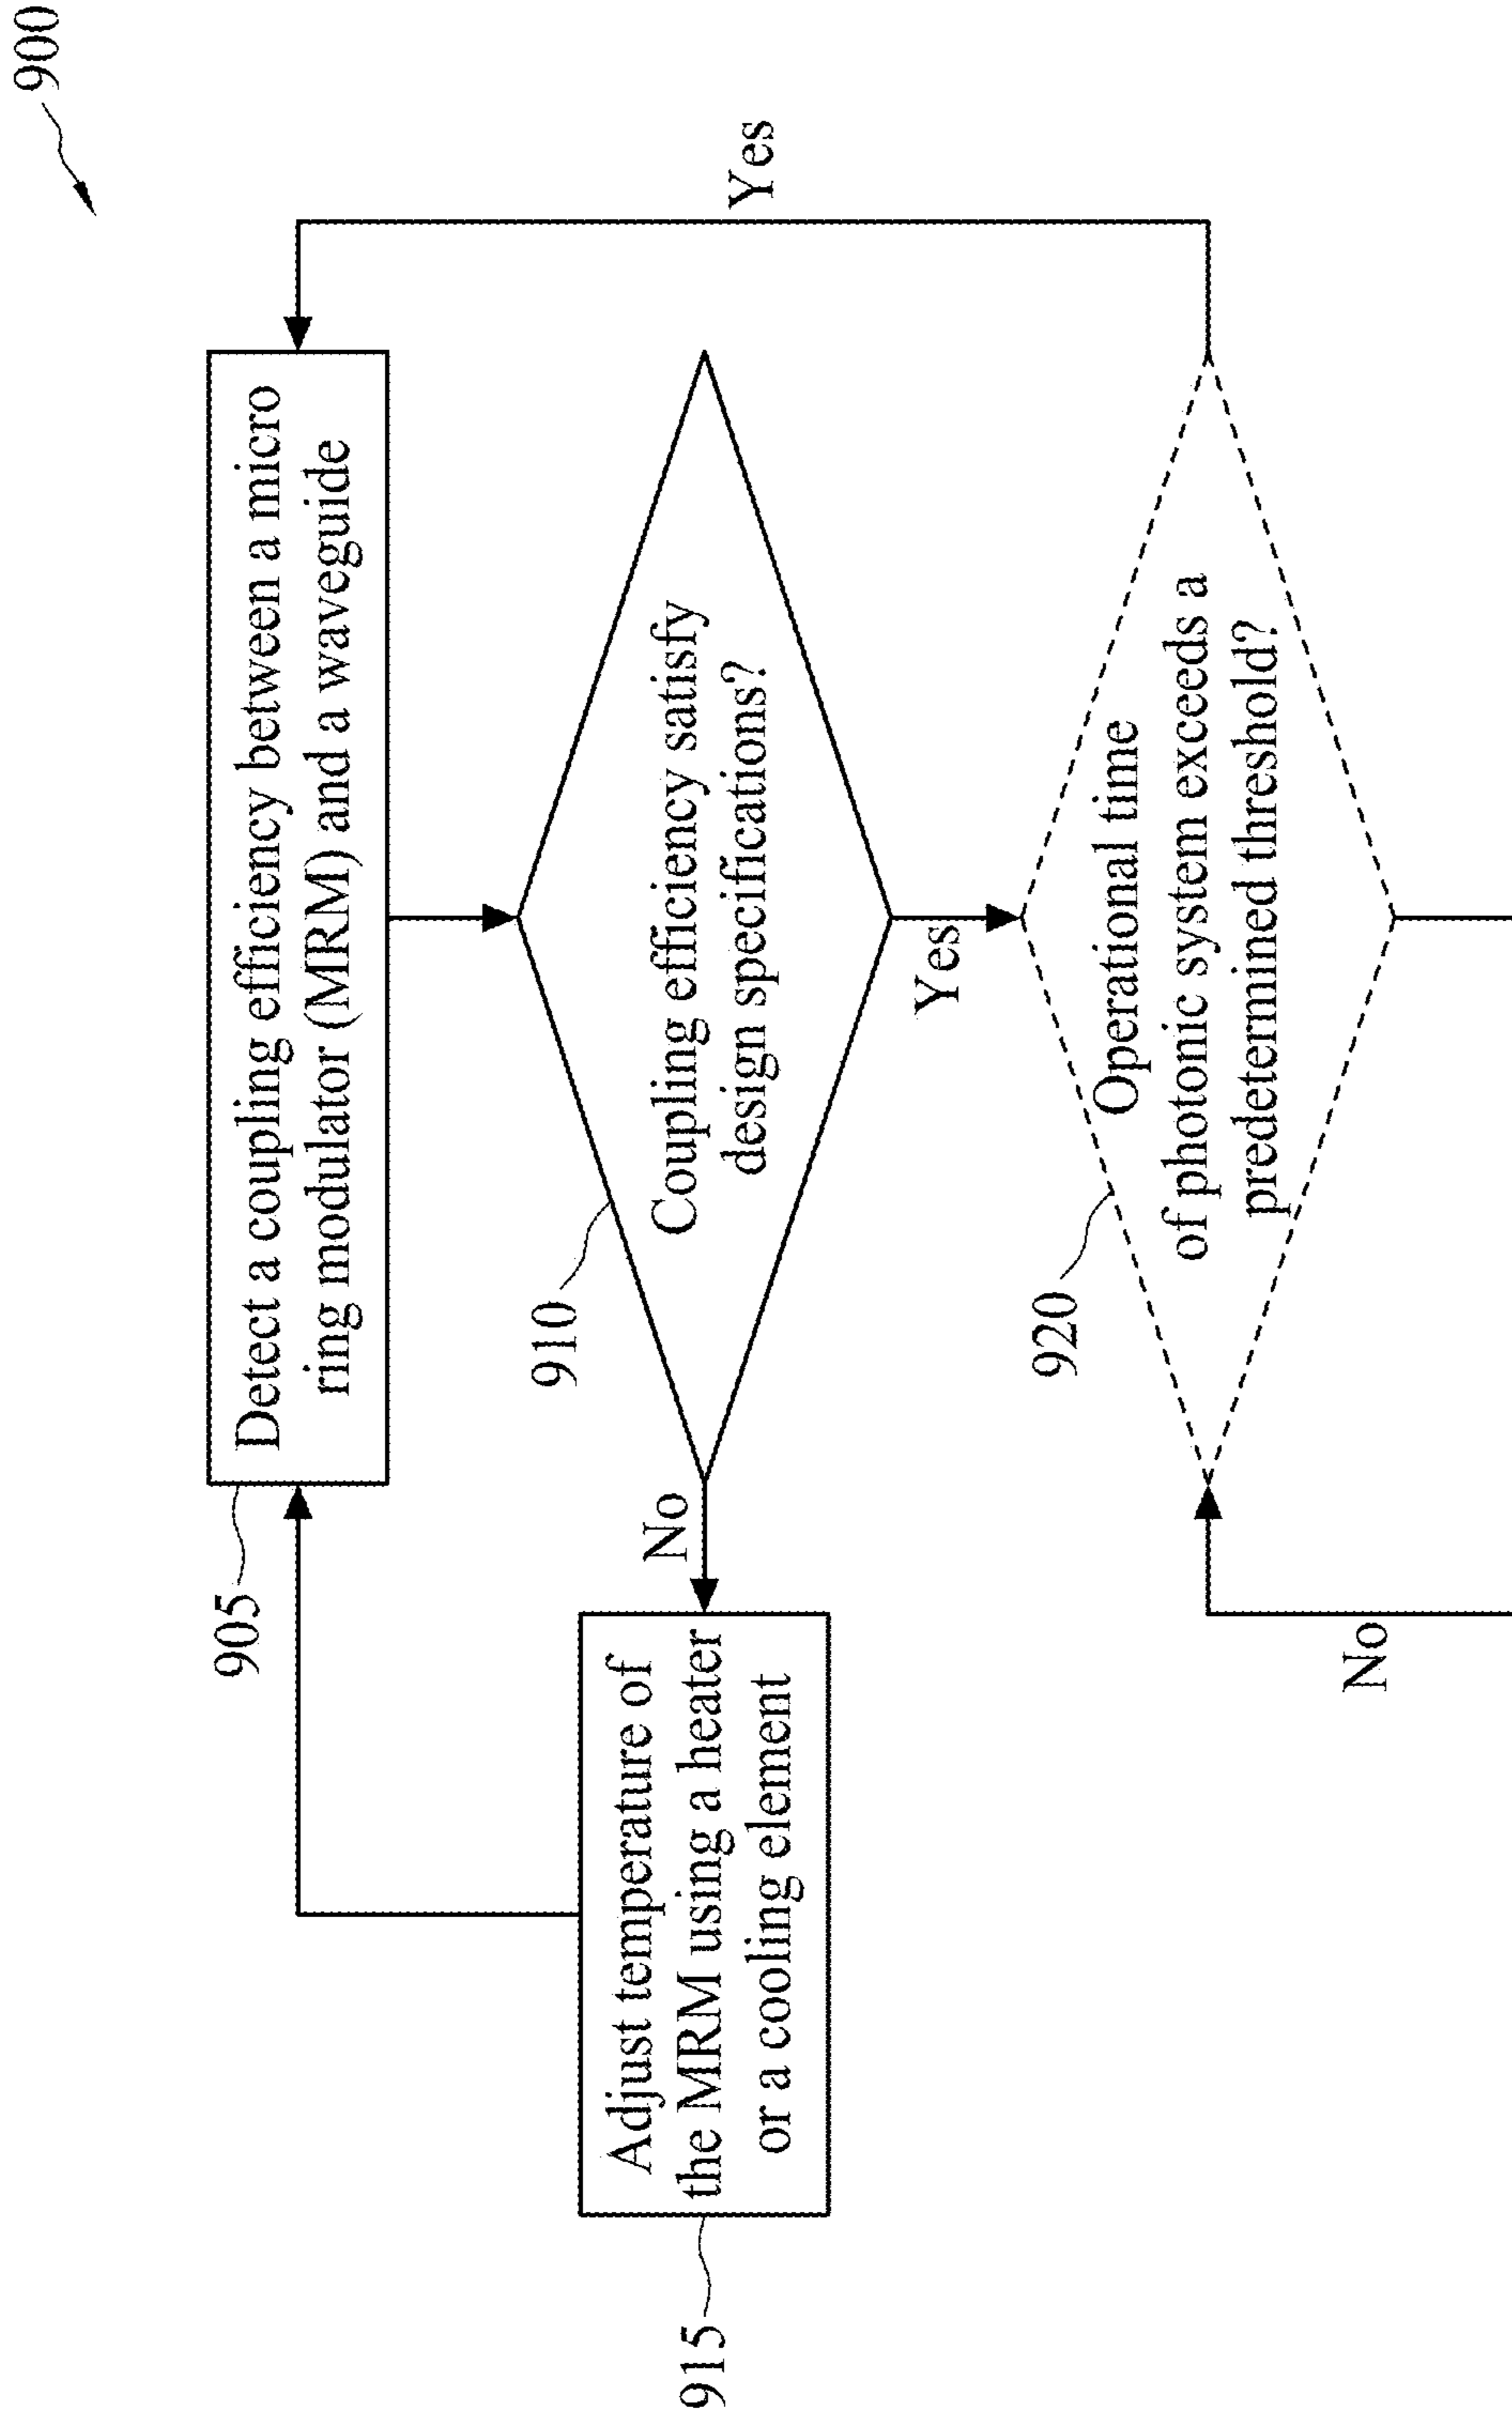 900
905
Detect a coupling efficiency between a micro
ring modulator (MRM) and a waveguide
910
Coupling efficiency satisfy
design specifications?
No
915
Adjust temperature of
the MRM using a heater
or a cooling element
Yes
920
Operational time
of photonic system exceeds a
predetermined threshold?
Yes
No